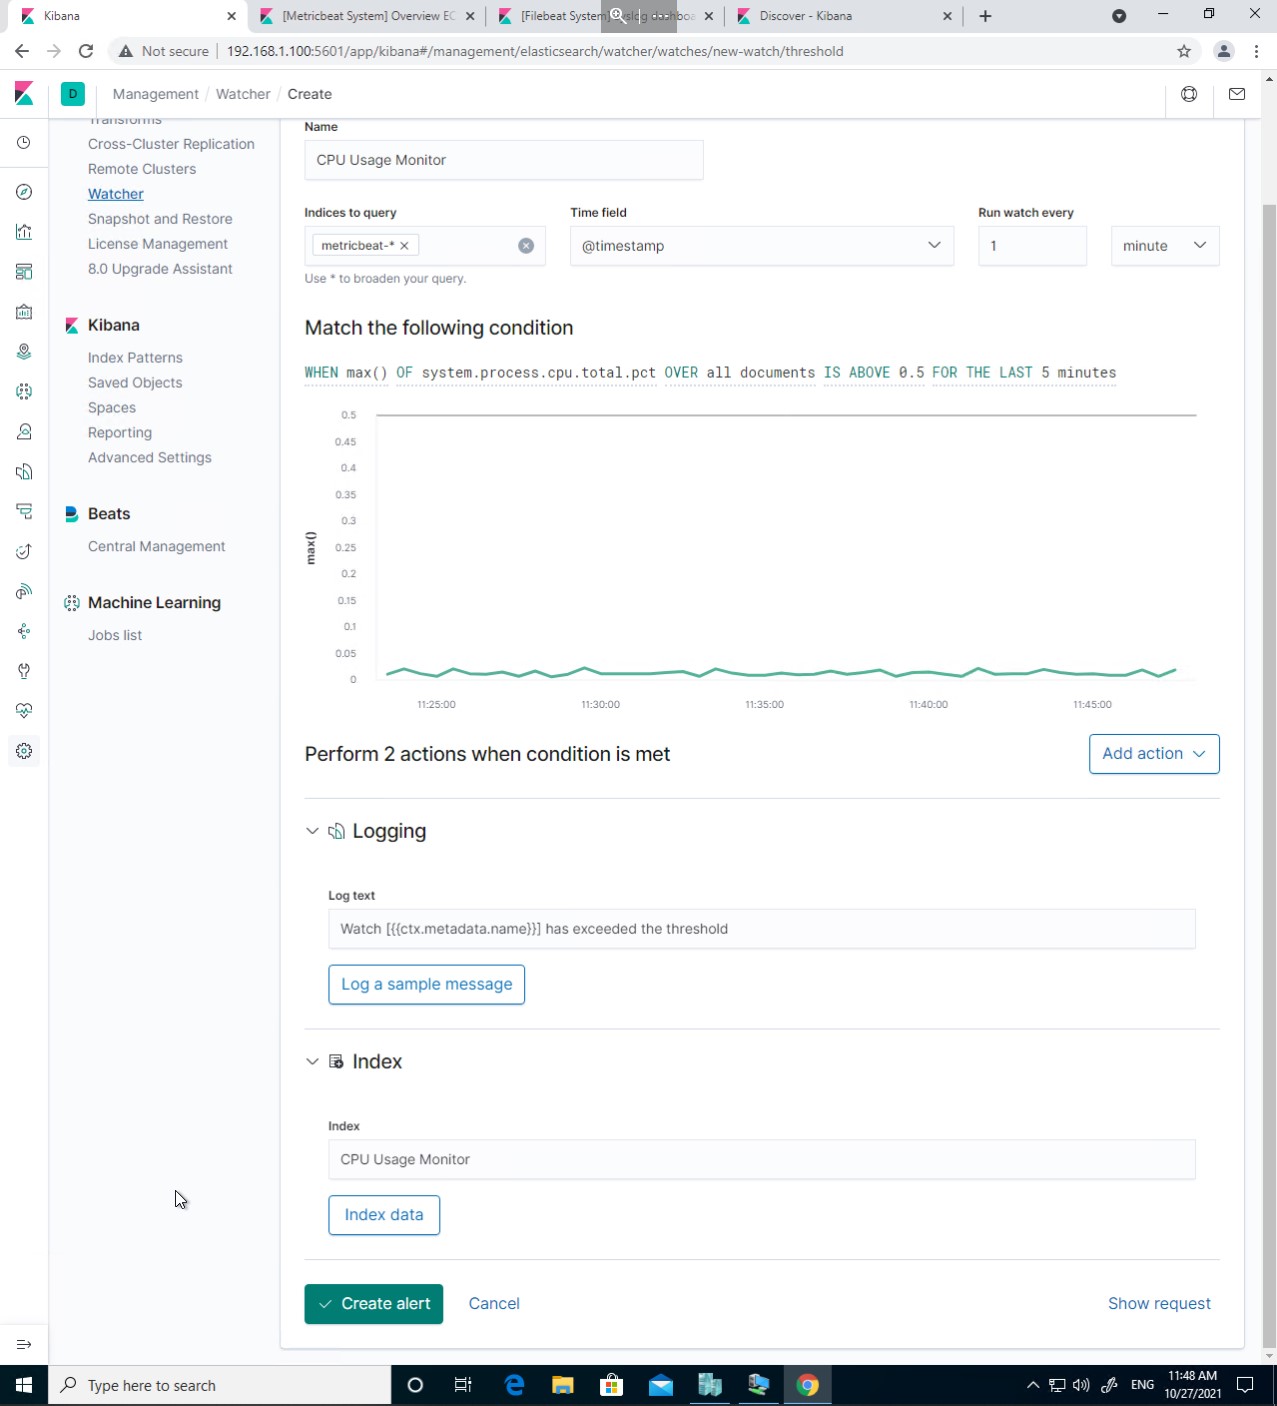 Kibana
[Metricbeat System] Overview EC
[Filebeat System] Syslog dashboa
Discover - Kibana
Not secure
192.168.1.100:5601/app/kibana#/management/elasticsearch/watcher/watches/new-watch/threshold
D
Management / Watcher / Create
Transforms
Cross-Cluster Replication
Remote Clusters
Watcher
Snapshot and Restore
License Management
8.0 Upgrade Assistant
Kibana
Index Patterns
Saved Objects
Spaces
Reporting
Advanced Settings
Beats
Central Management
Machine Learning
Jobs list
Name
CPU Usage Monitor
Indices to query
Time field
Run watch every
metricbeat-*
@timestamp
1
minute
Use * to broaden your query.
Match the following condition
WHEN max() OF system.process.cpu.total.pct OVER all documents IS ABOVE 0.5 FOR THE LAST 5 minutes
max()
0.5
0.45
0.4
0.35
0.3
0.25
0.2
0.15
0.1
0.05
0
11:25:00
11:30:00
11:35:00
11:40:00
11:45:00
Perform 2 actions when condition is met
Add action
Logging
Log text
Watch [{{ctx.metadata.name}}] has exceeded the threshold
Log a sample message
Index
Index
CPU Usage Monitor
Index data
Create alert
Cancel
Show request
Type here to search
ENG
11:48 AM
10/27/2021